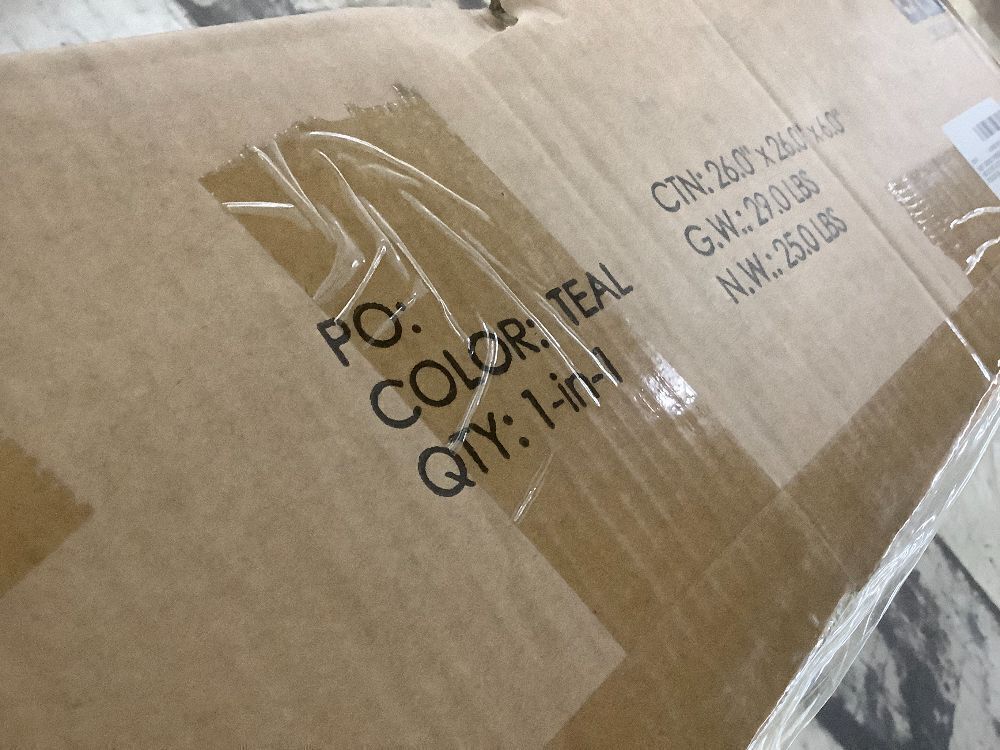 PO:
COLOR: TEAL
QTY: 1-in-1
CTN: 26.0" x 26.0" x 6.0"
G.W.: 29.0 LBS
N.W.: 25.0 LBS